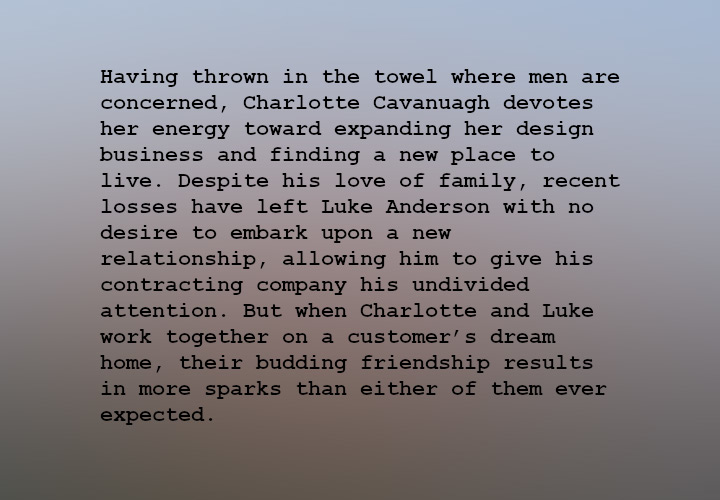 Having thrown in the towel where men are
concerned, Charlotte Cavanuagh devotes
her energy toward expanding her design
business and finding a new place to
live. Despite his love of family, recent
losses have left Luke Anderson with no
desire to embark upon a new
relationship, allowing him to give his
contracting company his undivided
attention. But when Charlotte and Luke
work together on a customer’s dream
home, their budding friendship results
in more sparks than either of them ever
expected.